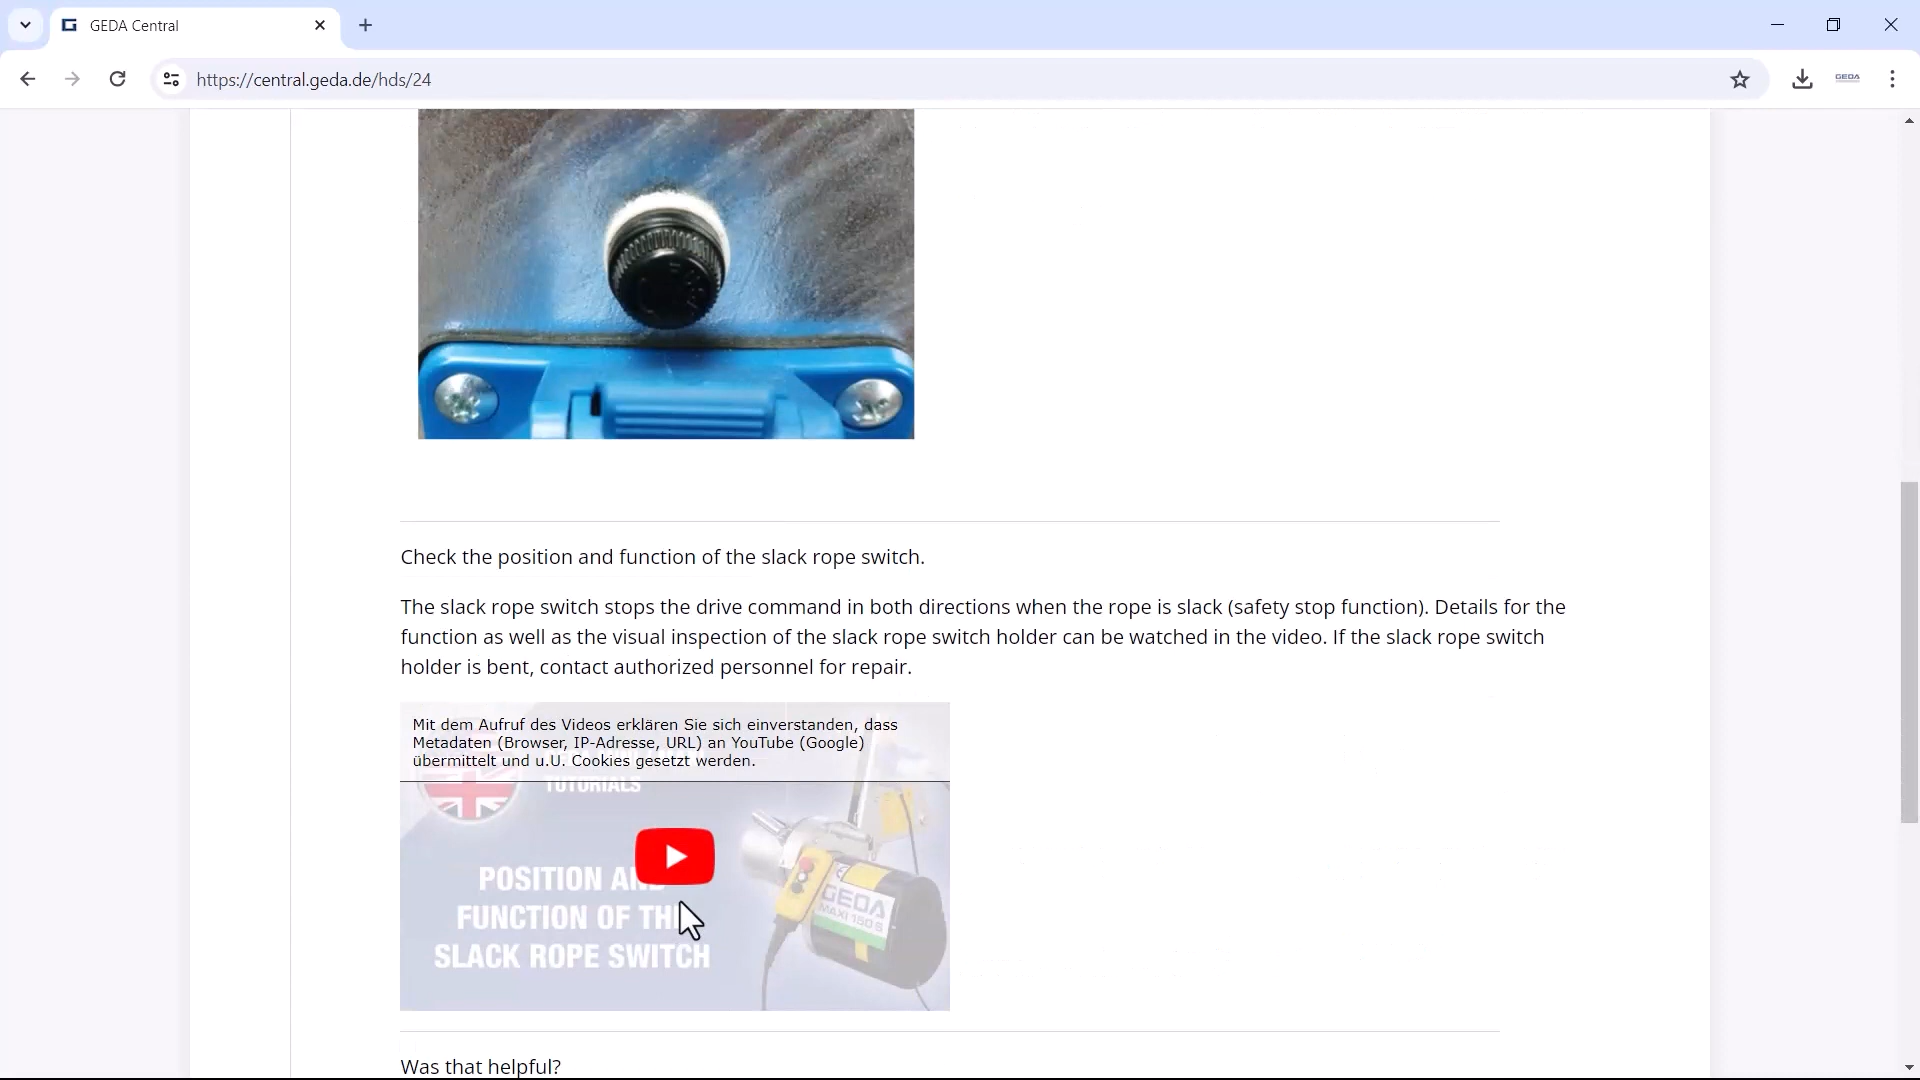 GEDA Central
https://central.geda.de/hds/24
GEDA
Check the position and function of the slack rope switch.
The slack rope switch stops the drive command in both directions when the rope is slack (safety stop function). Details for the
function as well as the visual inspection of the slack rope switch holder can be watched in the video. If the slack rope switch
holder is bent, contact authorized personnel for repair.
Mit dem Aufruf des Videos erklären Sie sich einverstanden, dass
Metadaten (Browser, IP-Adresse, URL) an YouTube (Google)
übermittelt und u.U. Cookies gesetzt werden.
TUTORIALS
POSITION AND
FUNCTION OF THE
SLACK ROPE SWITCH
GEDA
MAXI 150 S
Was that helpful?